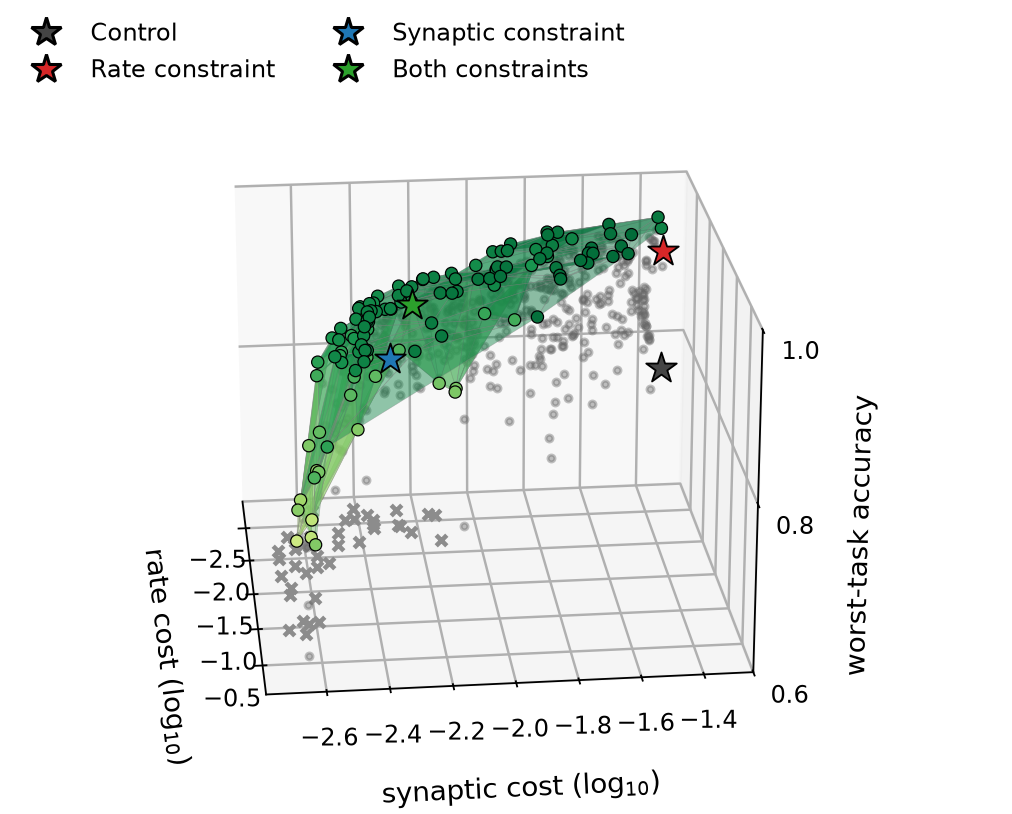 Control
Synaptic constraint
Rate constraint
Both constraints
1.0
0.8
0.6
worst-task accuracy
−2.5
−2.0
−1.5
−1.0
−0.5
rate cost (log₁₀)
−2.6 −2.4 −2.2 −2.0 −1.8 −1.6 −1.4
synaptic cost (log₁₀)